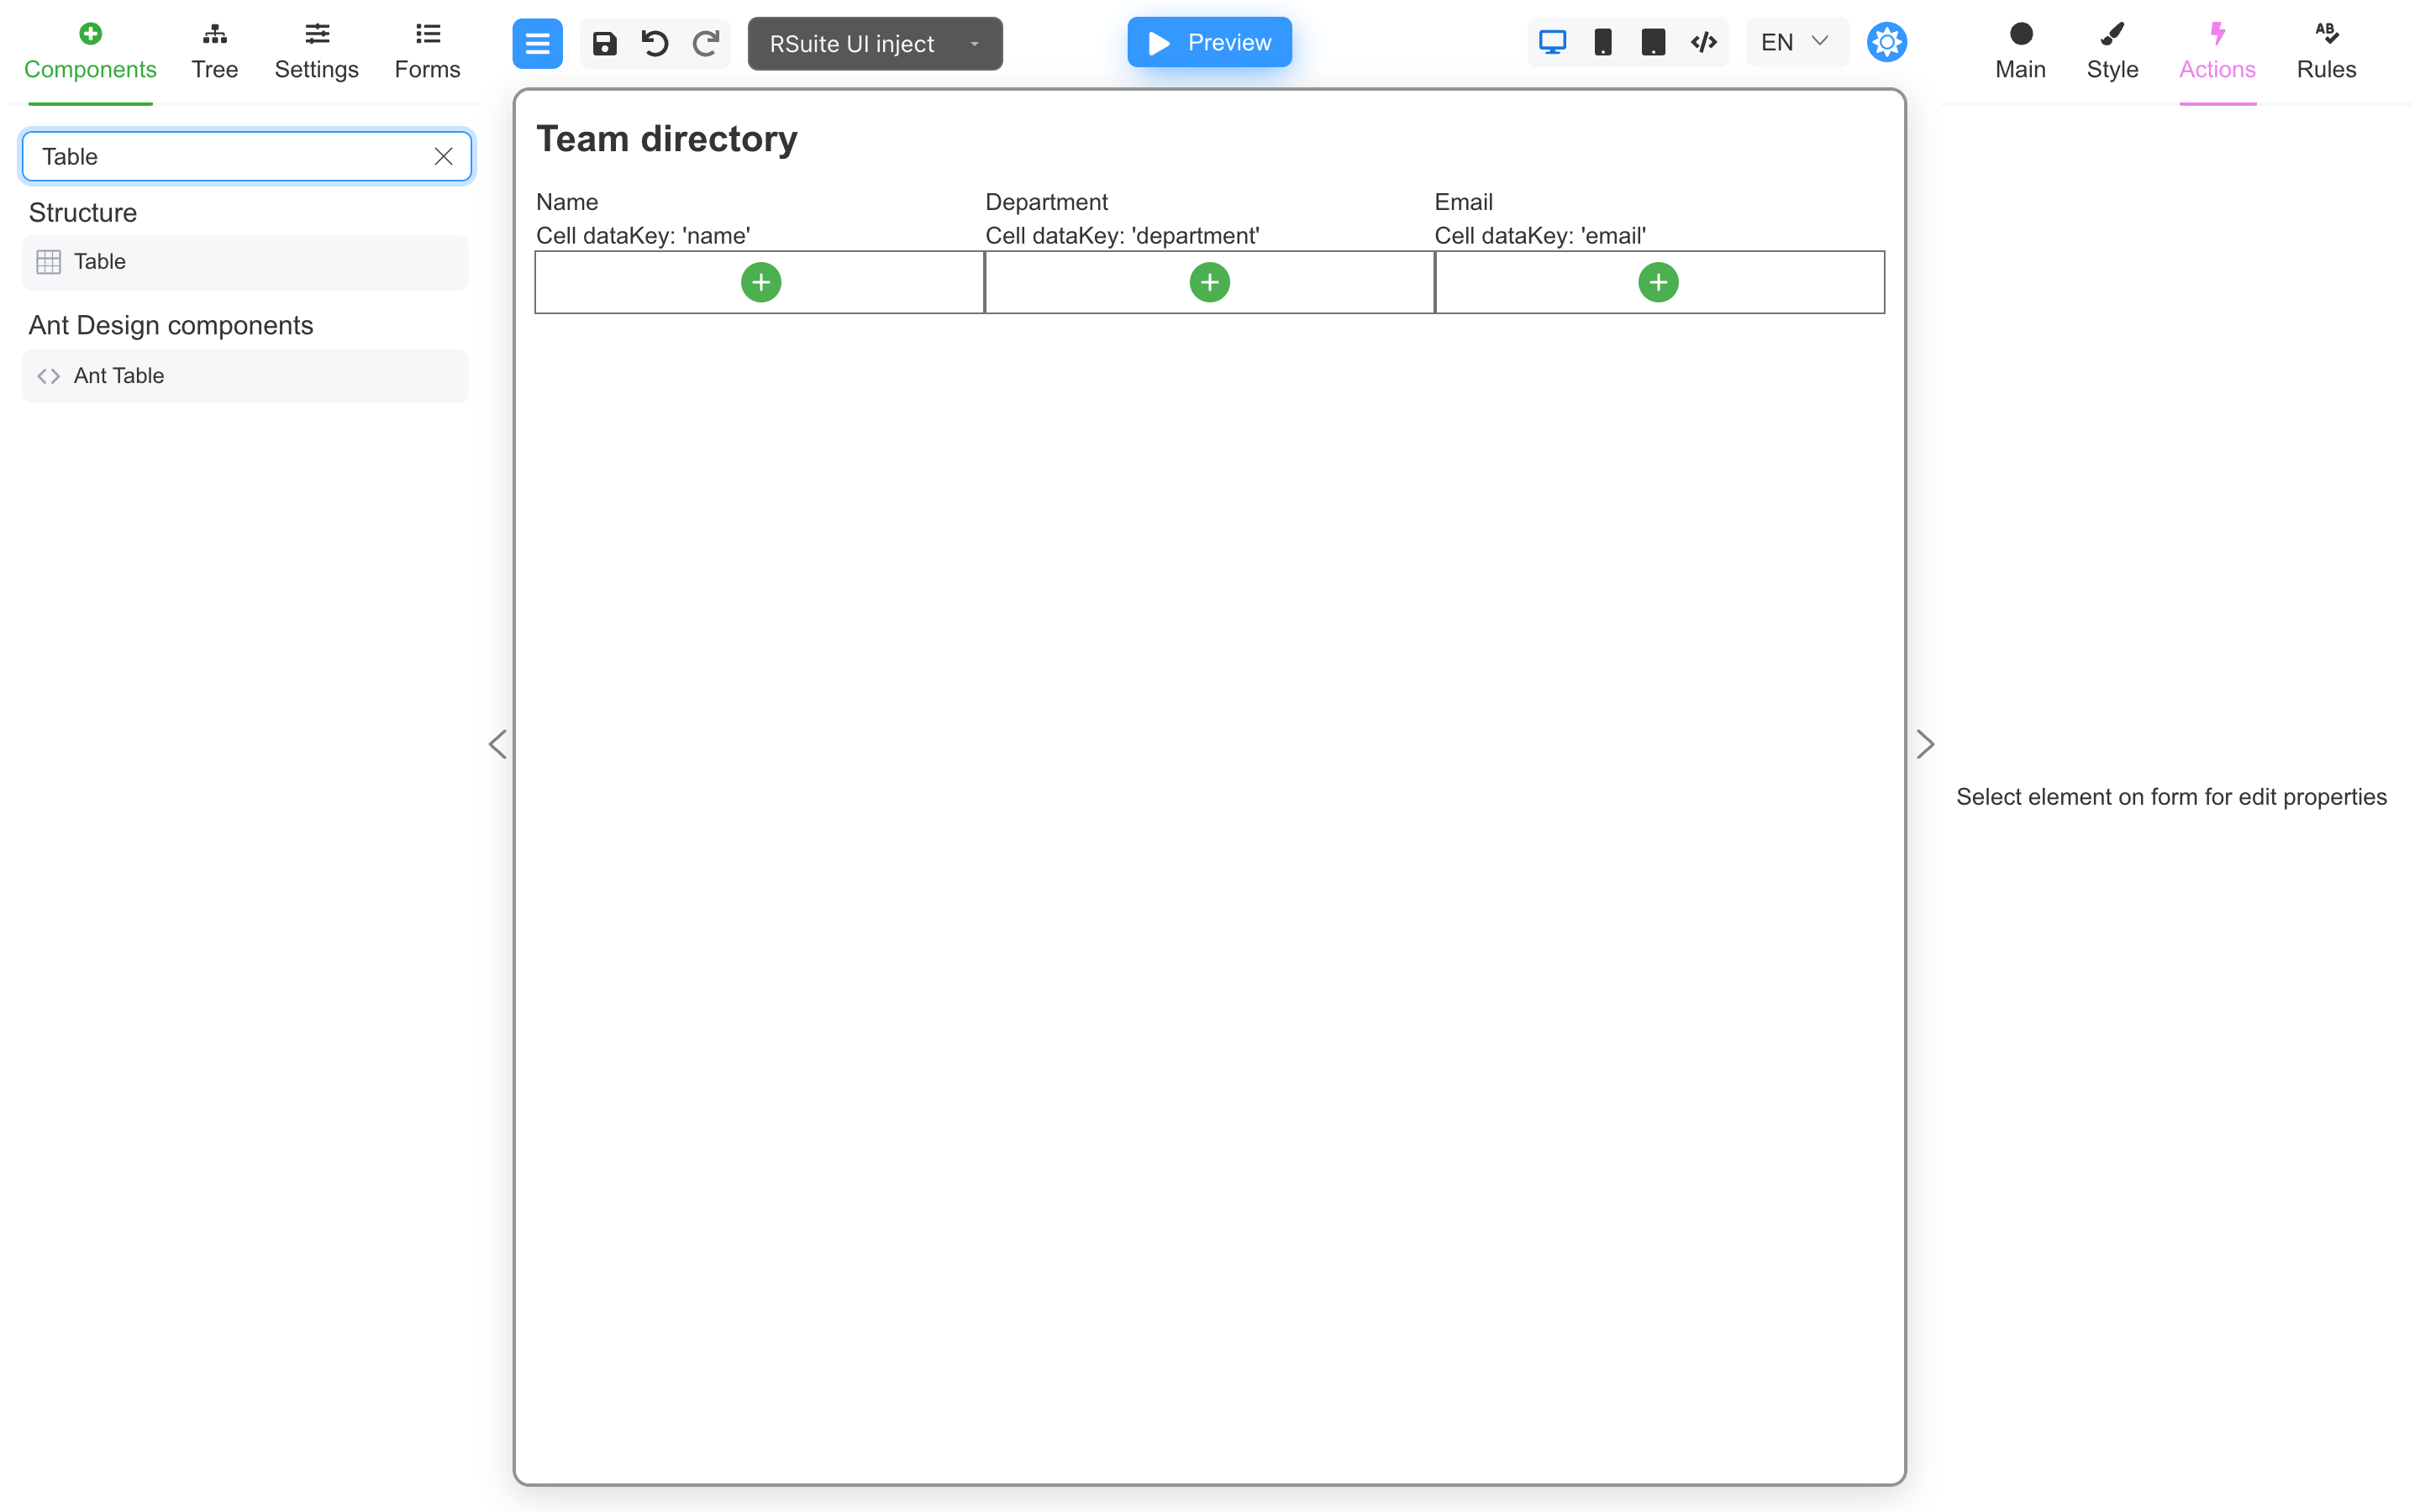 Components
Tree
Settings
Forms
RSuite UI inject
Preview
EN
Main
Style
Actions
AB
Rules
Table
Structure
Table
Ant Design components
Ant Table
Team directory
Name
Department
Email
Cell dataKey: 'name'
Cell dataKey: 'department'
Cell dataKey: 'email'
Select element on form for edit properties